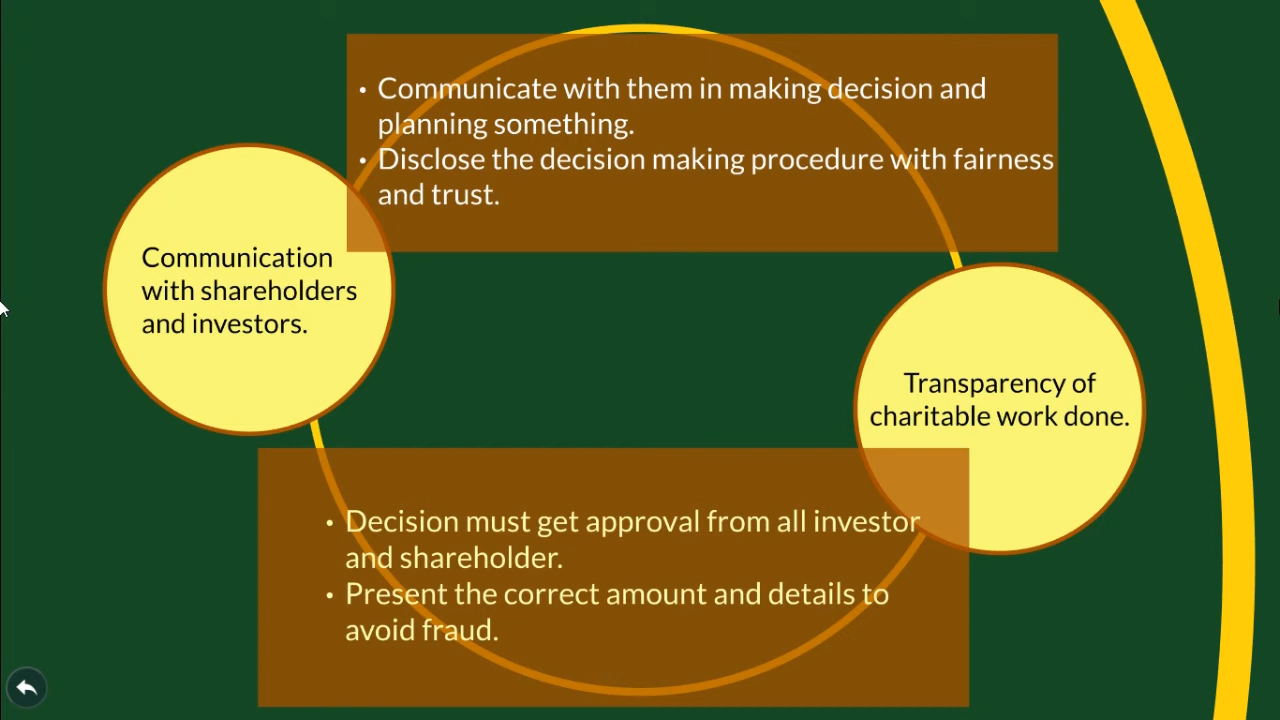 • Communicate with them in making decision and
planning something.
• Disclose the decision making procedure with fairness
and trust.
Communication
with shareholders
and investors.
Transparency of
charitable work done.
• Decision must get approval from all investor
and shareholder.
• Present the correct amount and details to
avoid fraud.